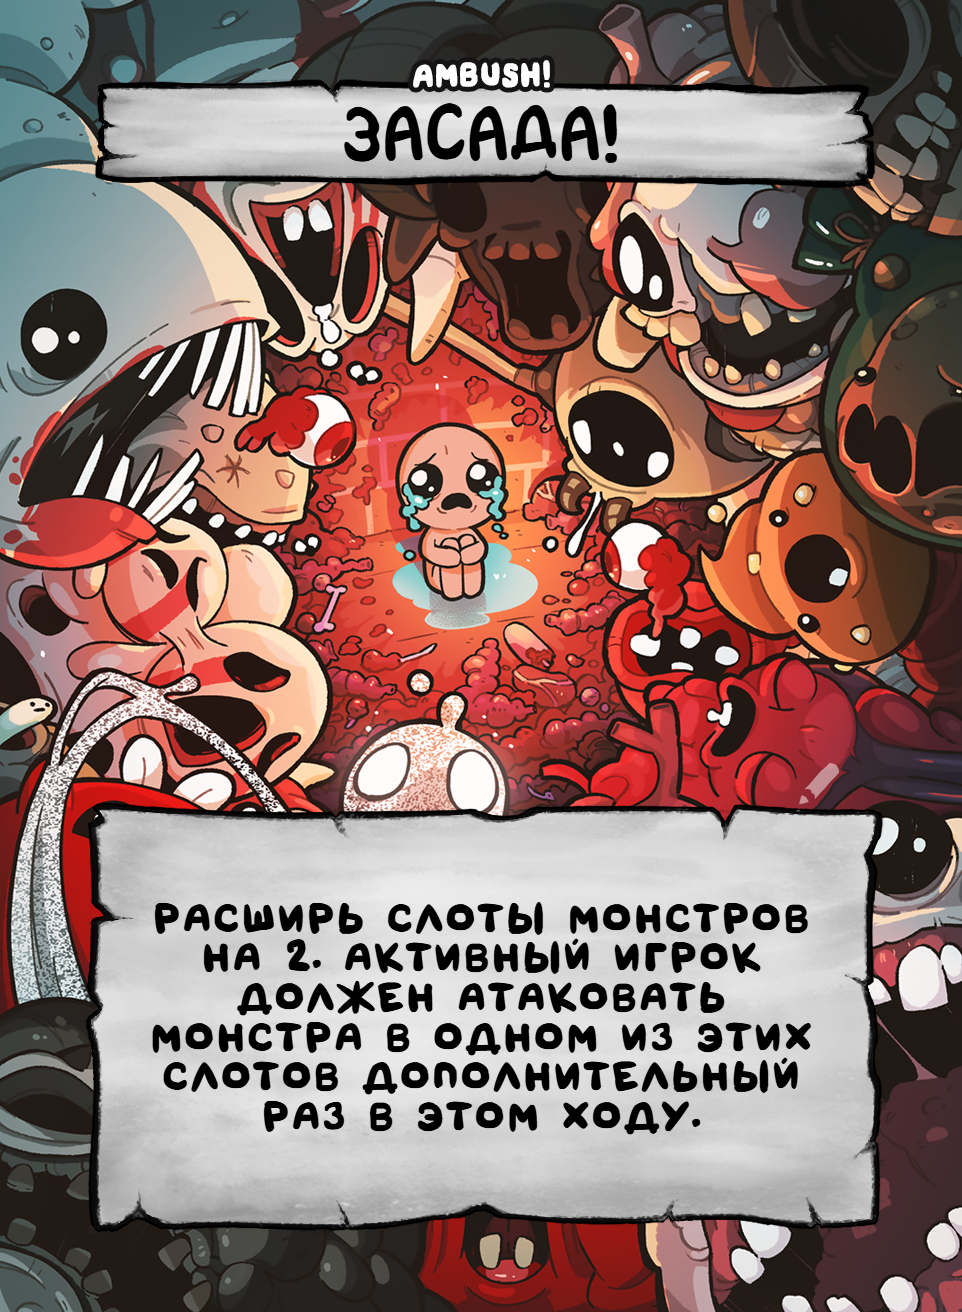 AMBUSH!
ЗАСАДА!
РАСШИРЬ СЛОТЫ МОНСТРОВ
НА 2. АКТИВНЫЙ ИГРОК
ДОЛЖЕН АТАКОВАТЬ
МОНСТРА В ОДНОМ ИЗ ЭТИХ
СЛОТОВ ДОПОЛНИТЕЛЬНЫЙ
РАЗ В ЭТОМ ХОДУ.